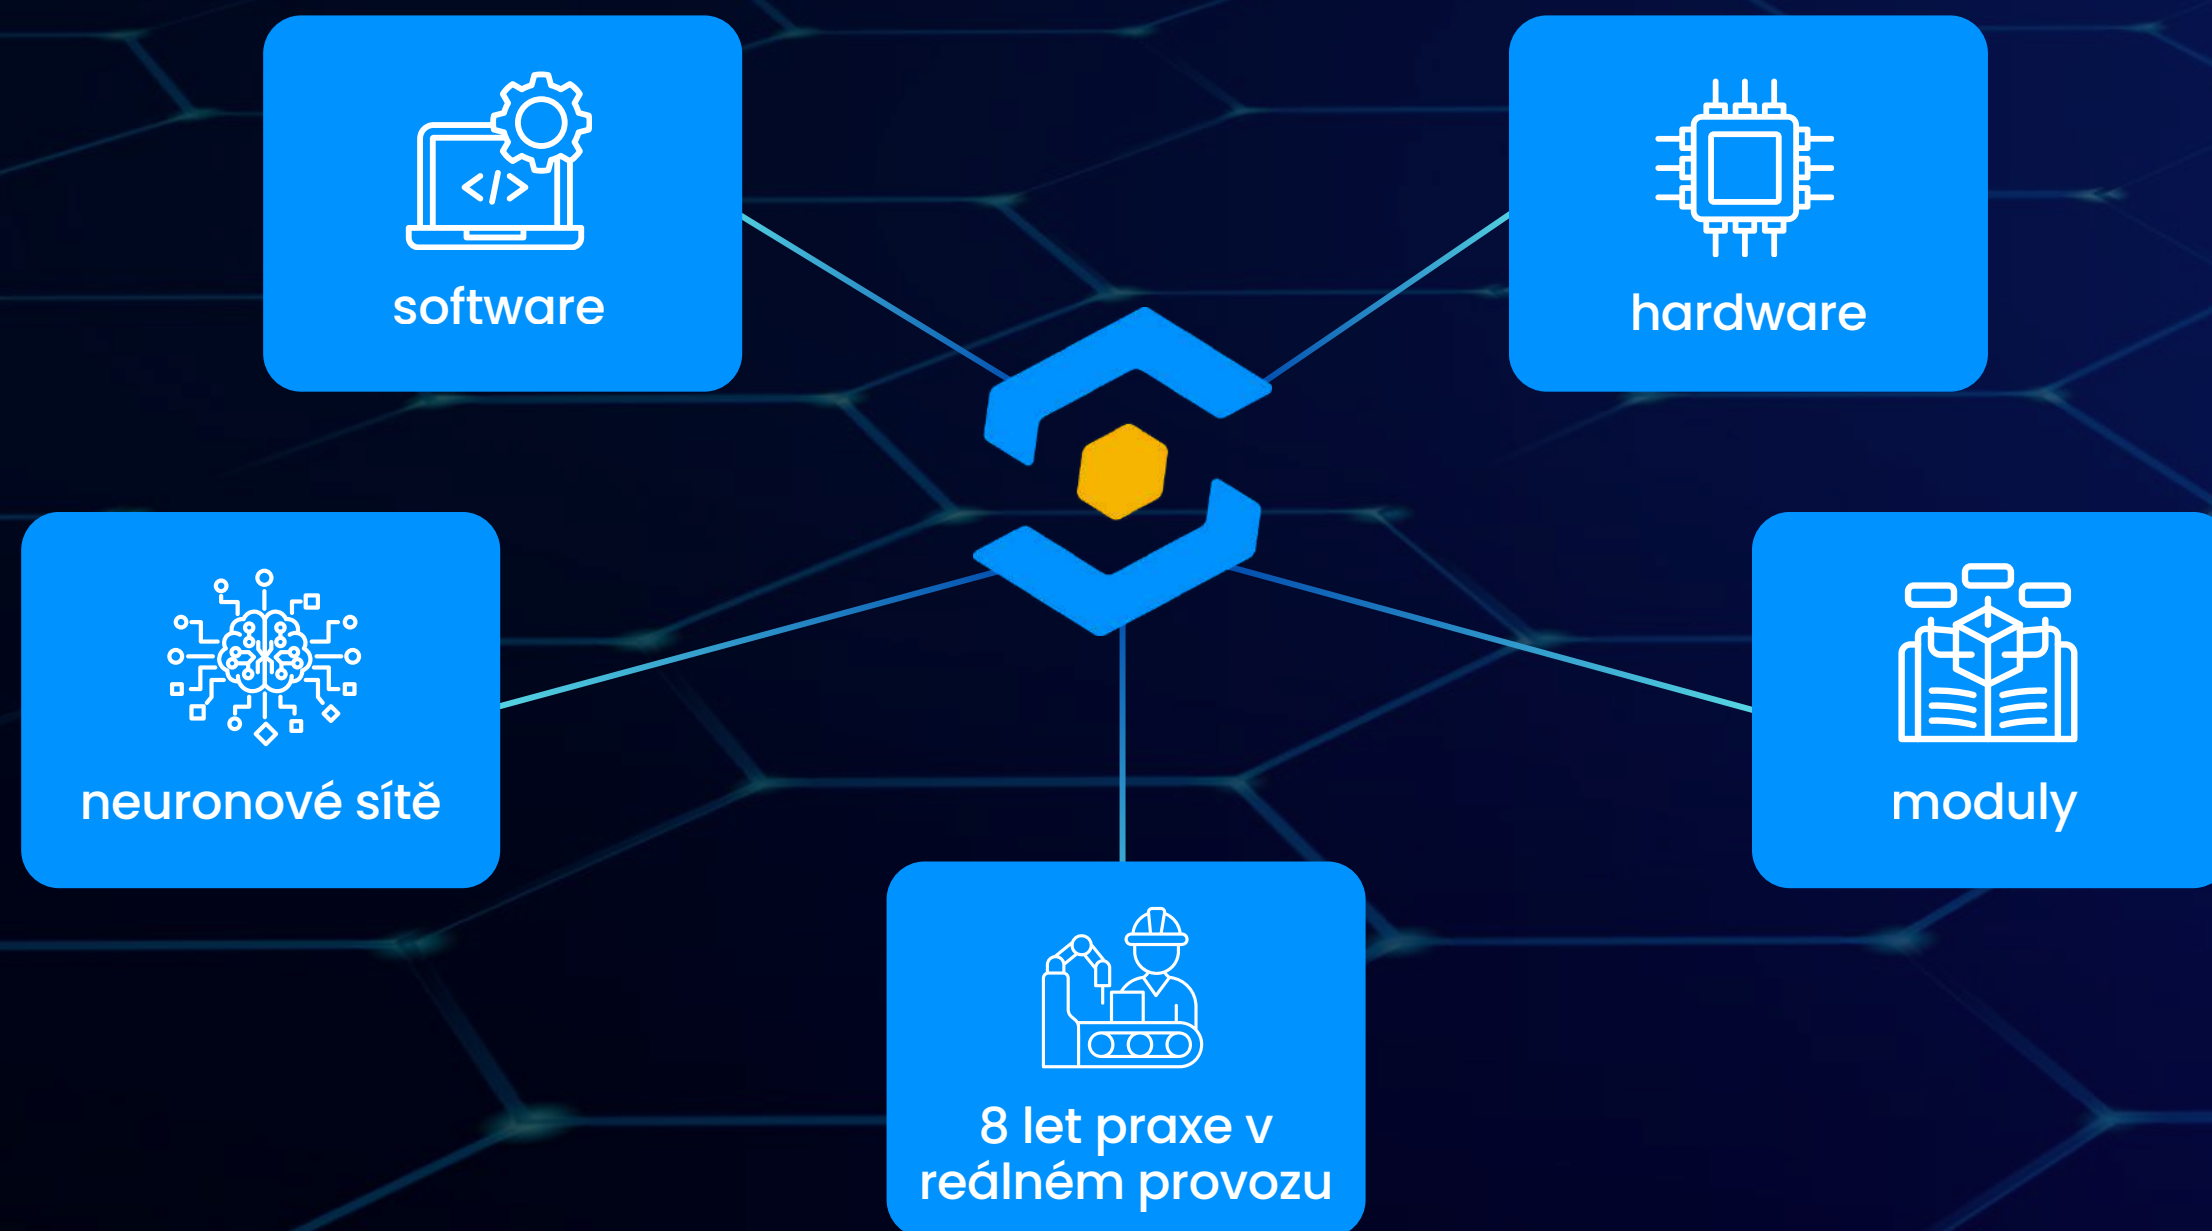 software
hardware
</>
neuronové sítě
moduly
8 let praxe v
reálném provozu